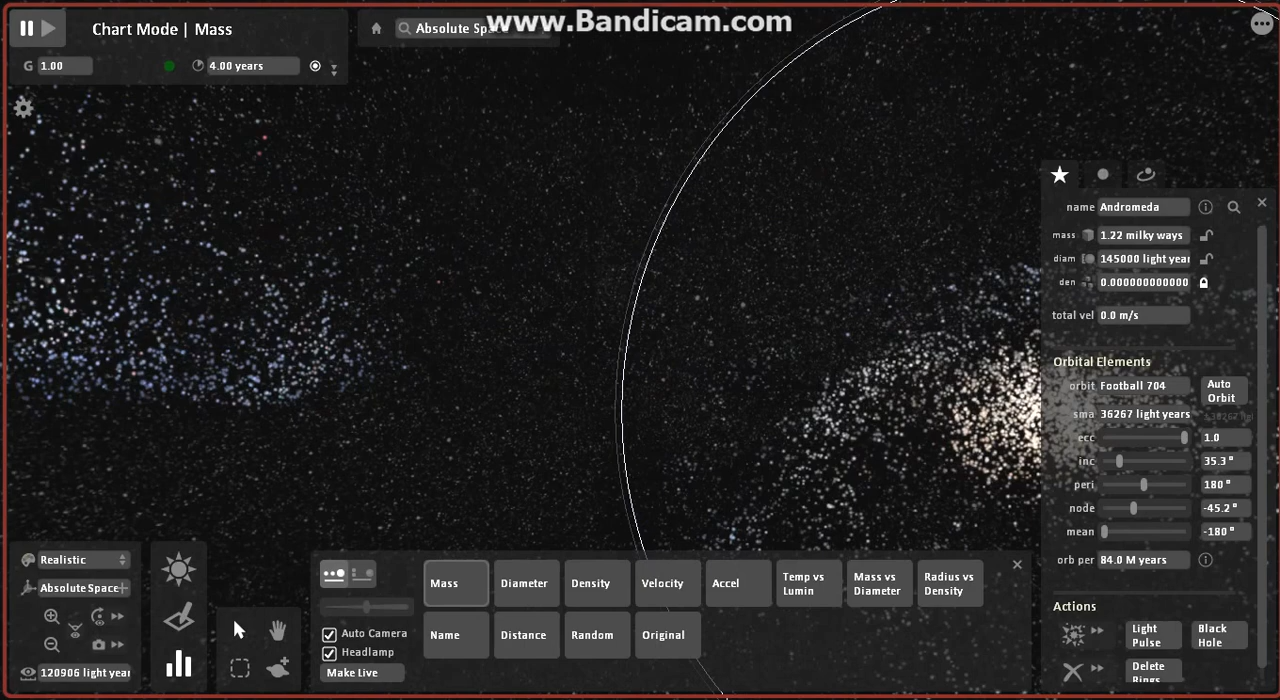 www.Bandicam.com
Chart Mode | Mass
Absolute Sp
G 1.00
4.00 years
name Andromeda
mass 1.22 milky ways
diam 145000 light year
den 0.000000000000
total vel 0.0 m/s
Orbital Elements
orbit Football 704
Auto Orbit
sma 36267 light years
ecc 1.0
inc 35.3°
peri 180°
node -45.2°
mean -180°
orb per 84.0 M years
Actions
Light Pulse
Black Hole
Delete Rings
Realistic
Absolute Space
120906 light year
Auto Camera
Headlamp
Make Live
Mass
Diameter
Density
Velocity
Accel
Temp vs Lumin
Mass vs Diameter
Radius vs Density
Name
Distance
Random
Original